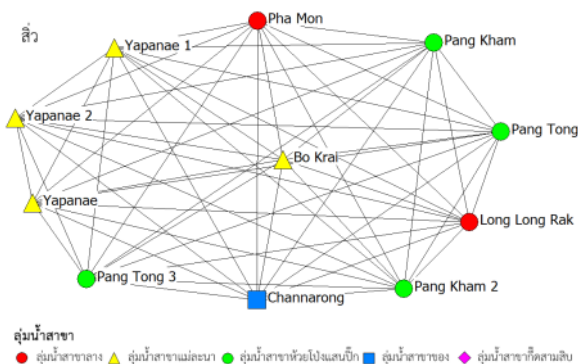 สิ่ว
Pha Mon
Yapanae 1
Pang Kham
Yapanae 2
Pang Tong
Bo Krai
Yapanae
Long Long Rak
Pang Tong 3
Pang Kham 2
Channarong
ลุ่มน้ำสาขา
ลุ่มน้ำสาขาลาง ลุ่มน้ำสาขาแม่ละนา ลุ่มน้ำสาขาห้วยโป่งแสนปิ๊ก ลุ่มน้ำสาขาของ ลุ่มน้ำสาขากึ๊ดสามสิบ